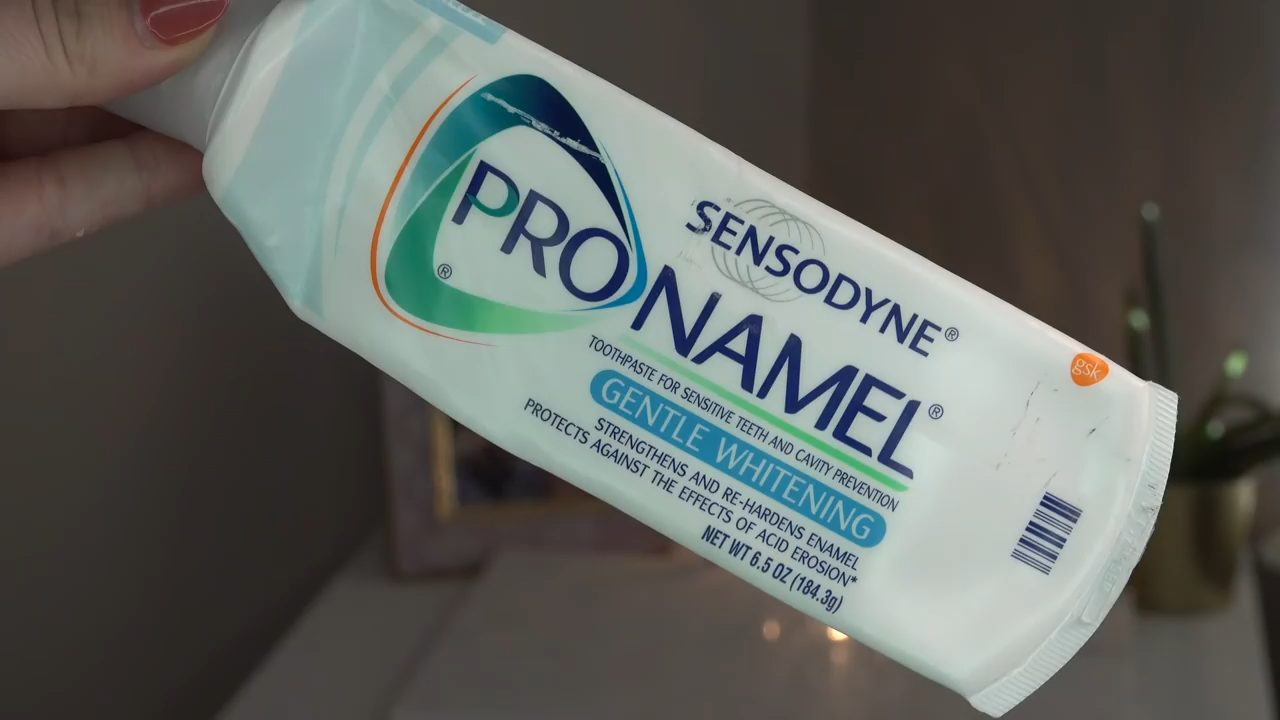 SENSODYNE®
PRONAMEL®
®
TOOTHPASTE FOR SENSITIVE TEETH AND CAVITY PREVENTION
GENTLE WHITENING
STRENGTHENS AND RE-HARDENS ENAMEL
PROTECTS AGAINST THE EFFECTS OF ACID EROSION*
NET WT 6.5 OZ (184.3g)
gsk